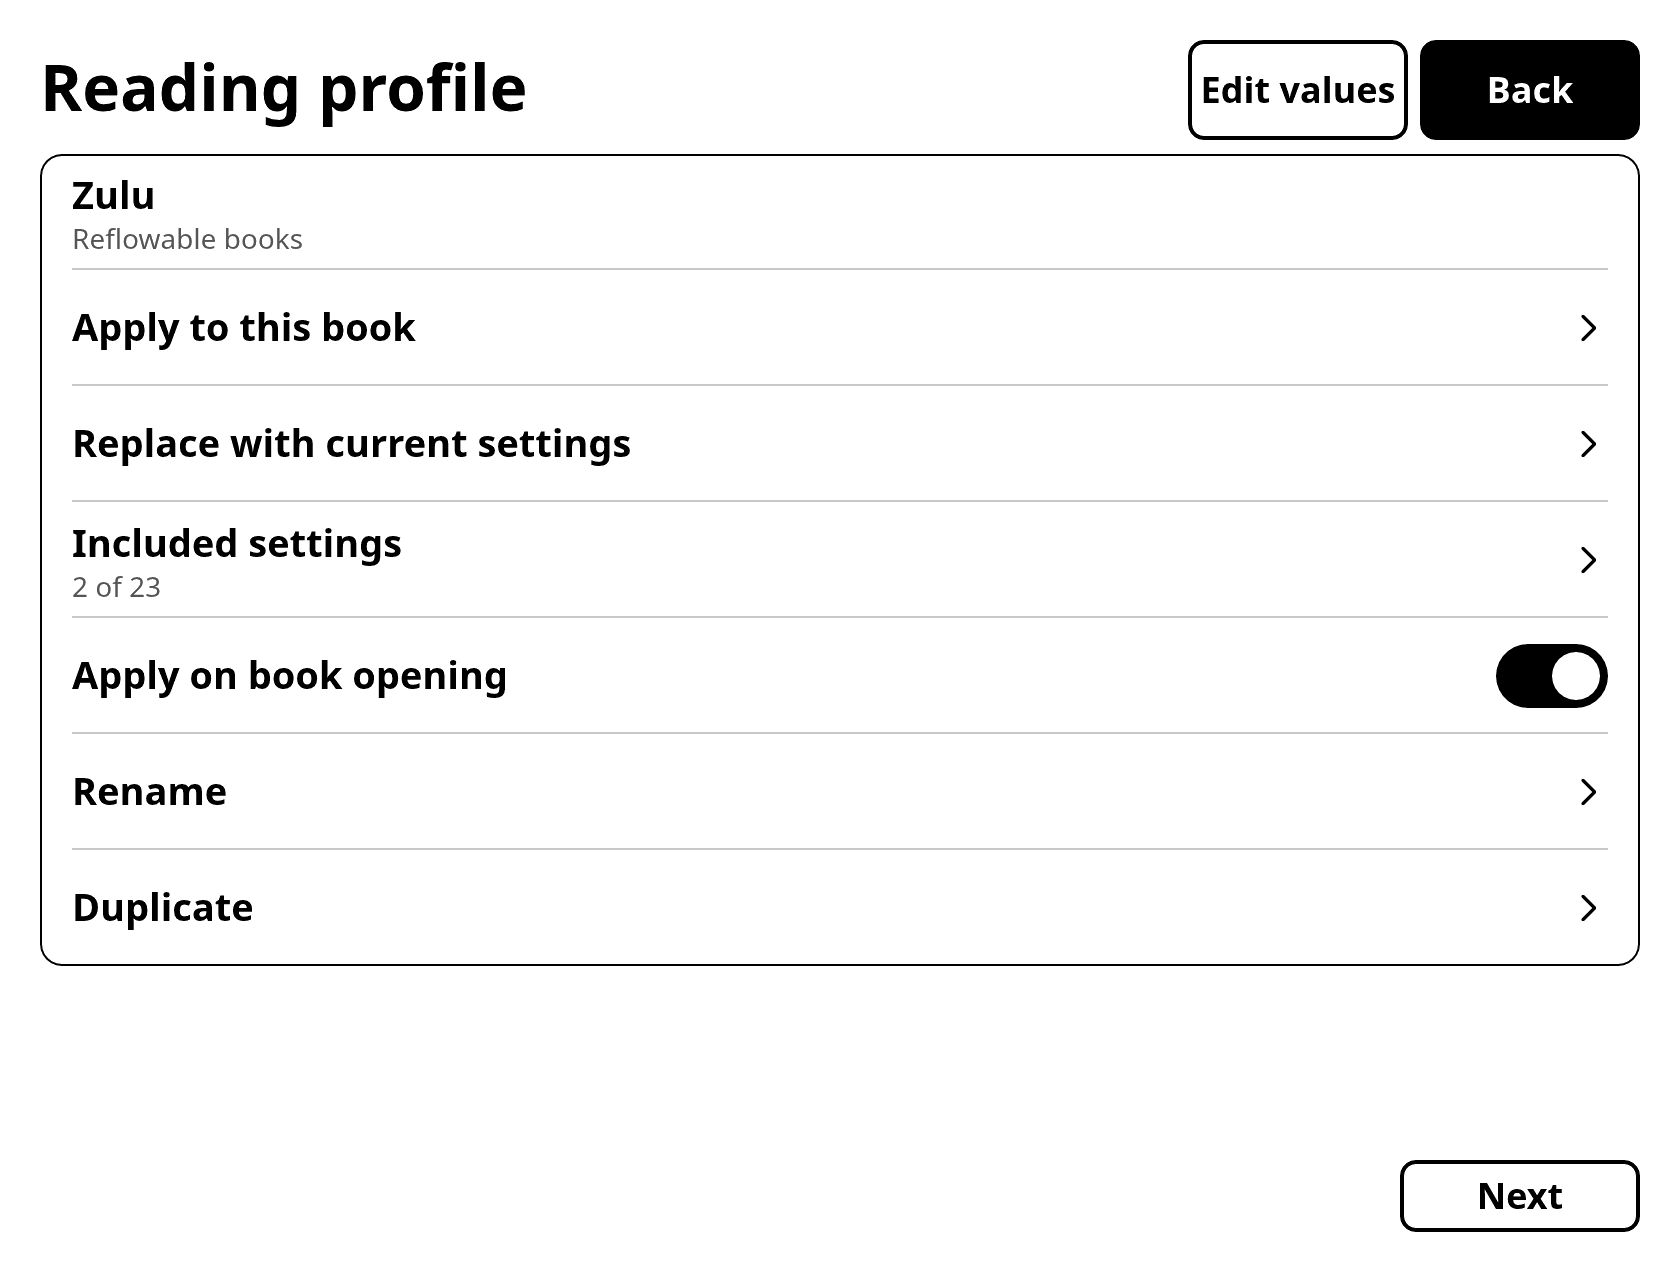 Reading profile
Edit values
Back
Zulu
Reflowable books
Apply to this book
Replace with current settings
Included settings
2 of 23
Apply on book opening
Rename
Duplicate
Next